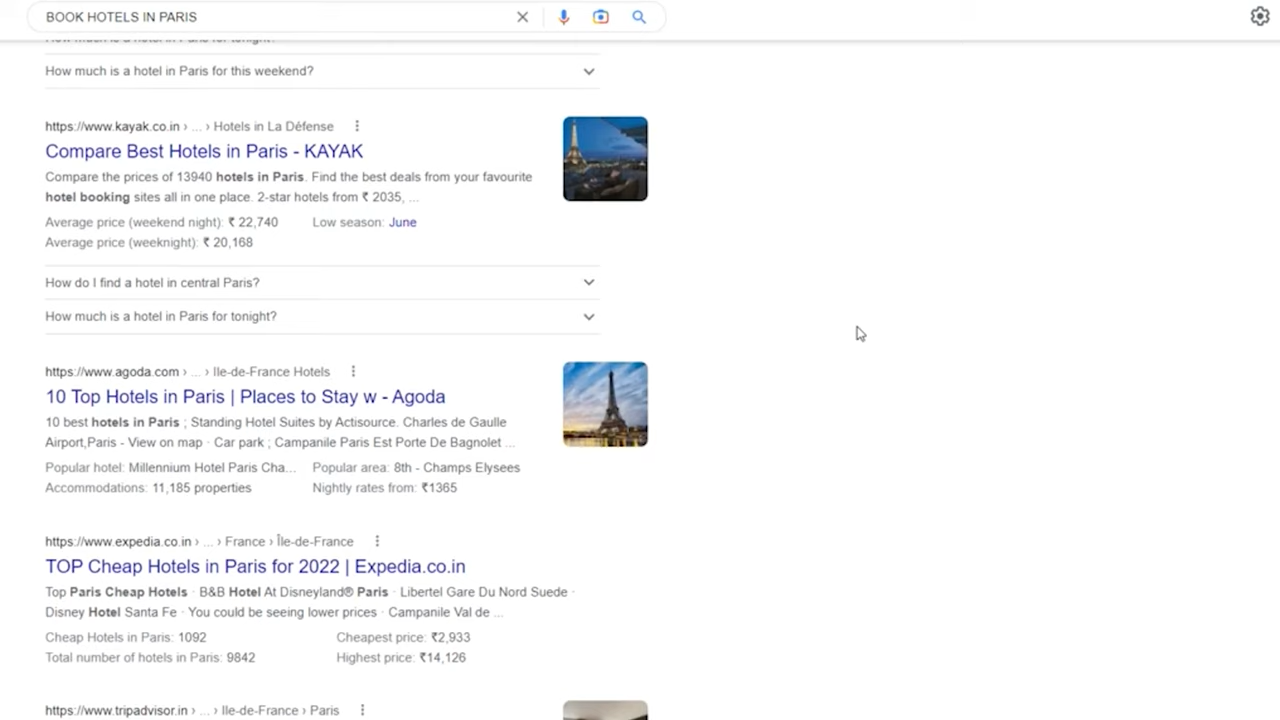 BOOK HOTELS IN PARIS
How much is a hotel in Paris for tonight?
How much is a hotel in Paris for this weekend?
https://www.kayak.co.in › ... › Hotels in La Défense
Compare Best Hotels in Paris - KAYAK
Compare the prices of 13940 hotels in Paris. Find the best deals from your favourite
hotel booking sites all in one place. 2-star hotels from ₹ 2035, ...
Average price (weekend night): ₹ 22,740 Low season: June
Average price (weeknight): ₹ 20,168
How do I find a hotel in central Paris?
How much is a hotel in Paris for tonight?
https://www.agoda.com › ... › Ile-de-France Hotels
10 Top Hotels in Paris | Places to Stay w - Agoda
10 best hotels in Paris ; Standing Hotel Suites by Actisource. Charles de Gaulle
Airport,Paris - View on map · Car park ; Campanile Paris Est Porte De Bagnolet ...
Popular hotel: Millennium Hotel Paris Cha... Popular area: 8th - Champs Elysees
Accommodations: 11,185 properties Nightly rates from: ₹1365
https://www.expedia.co.in › ... › France › Île-de-France
TOP Cheap Hotels in Paris for 2022 | Expedia.co.in
Top Paris Cheap Hotels · B&B Hotel At Disneyland® Paris · Libertel Gare Du Nord Suede ·
Disney Hotel Santa Fe · You could be seeing lower prices · Campanile Val de ...
Cheap Hotels in Paris: 1092 Cheapest price: ₹2,933
Total number of hotels in Paris: 9842 Highest price: ₹14,126
https://www.tripadvisor.in › ... › Ile-de-France › Paris